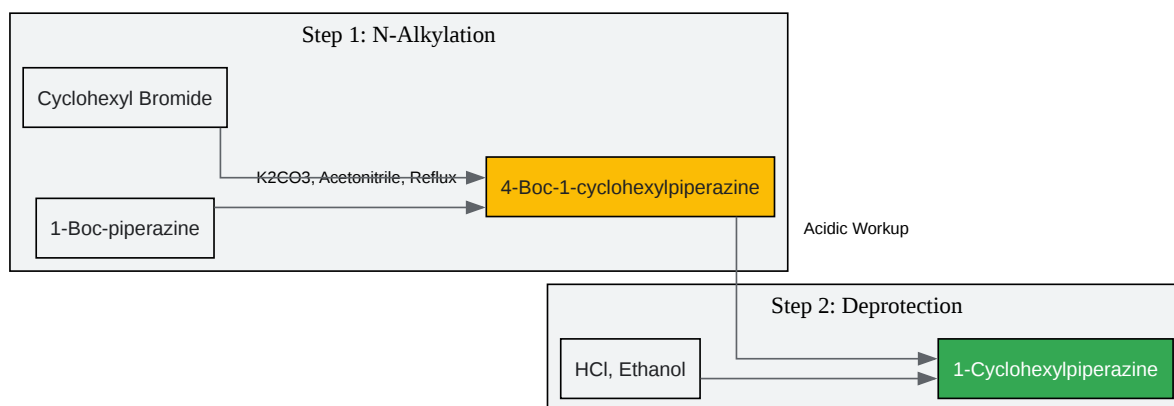 Step 1: N-Alkylation
Cyclohexyl Bromide
K2CO3, Acetonitrile, Reflux
4-Boc-1-cyclohexylpiperazine
1-Boc-piperazine
Acidic Workup
Step 2: Deprotection
HCl, Ethanol
1-Cyclohexylpiperazine